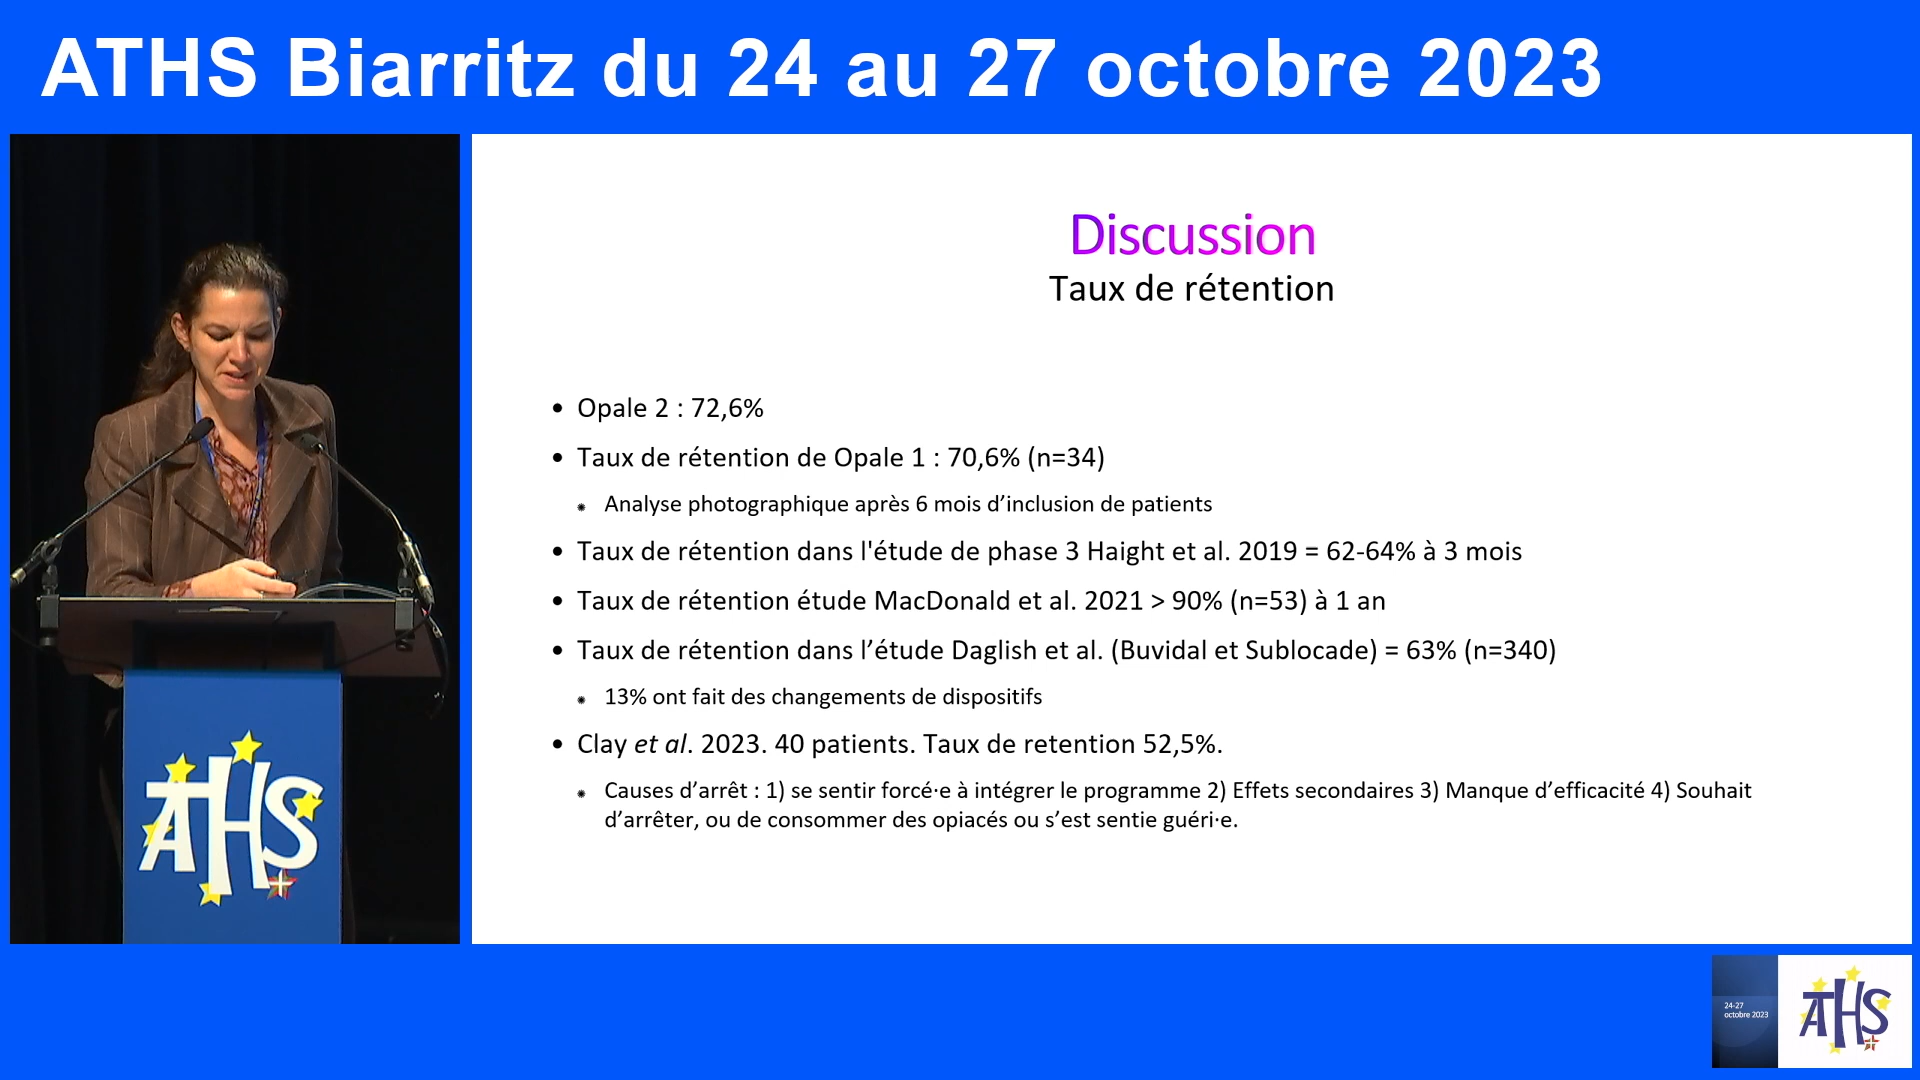 ATHS Biarritz du 24 au 27 octobre 2023
Discussion
Taux de rétention
• Opale 2 : 72,6%
• Taux de rétention de Opale 1 : 70,6% (n=34)
Analyse photographique après 6 mois d’inclusion de patients
• Taux de rétention dans l'étude de phase 3 Haight et al. 2019 = 62-64% à 3 mois
• Taux de rétention étude MacDonald et al. 2021 > 90% (n=53) à 1 an
• Taux de rétention dans l’étude Daglish et al. (Buvidal et Sublocade) = 63% (n=340)
13% ont fait des changements de dispositifs
• Clay et al. 2023. 40 patients. Taux de retention 52,5%.
Causes d’arrêt : 1) se sentir forcé·e à intégrer le programme 2) Effets secondaires 3) Manque d’efficacité 4) Souhait
d’arrêter, ou de consommer des opiacés ou s’est sentie guéri·e.
ATHS
24-27
octobre 2023
ATHS